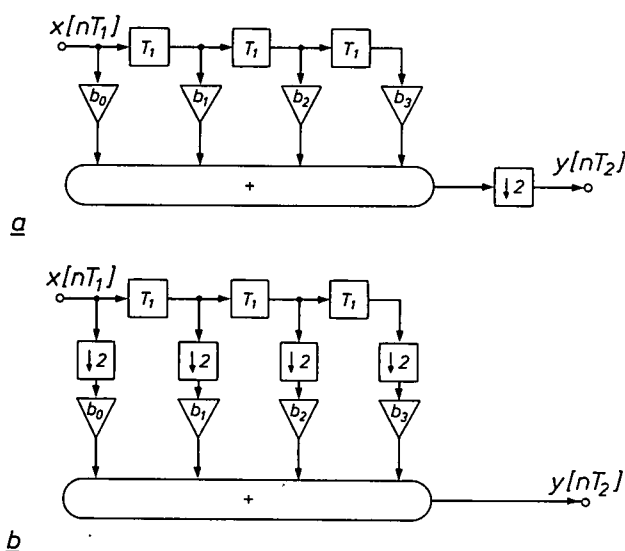 x[nT₁]
T₁ T₁ T₁
b₀ b₁ b₂ b₃
+
↓2
y[nT₂]
a
x[nT₁]
T₁ T₁ T₁
↓2 ↓2 ↓2 ↓2
b₀ b₁ b₂ b₃
+
y[nT₂]
b